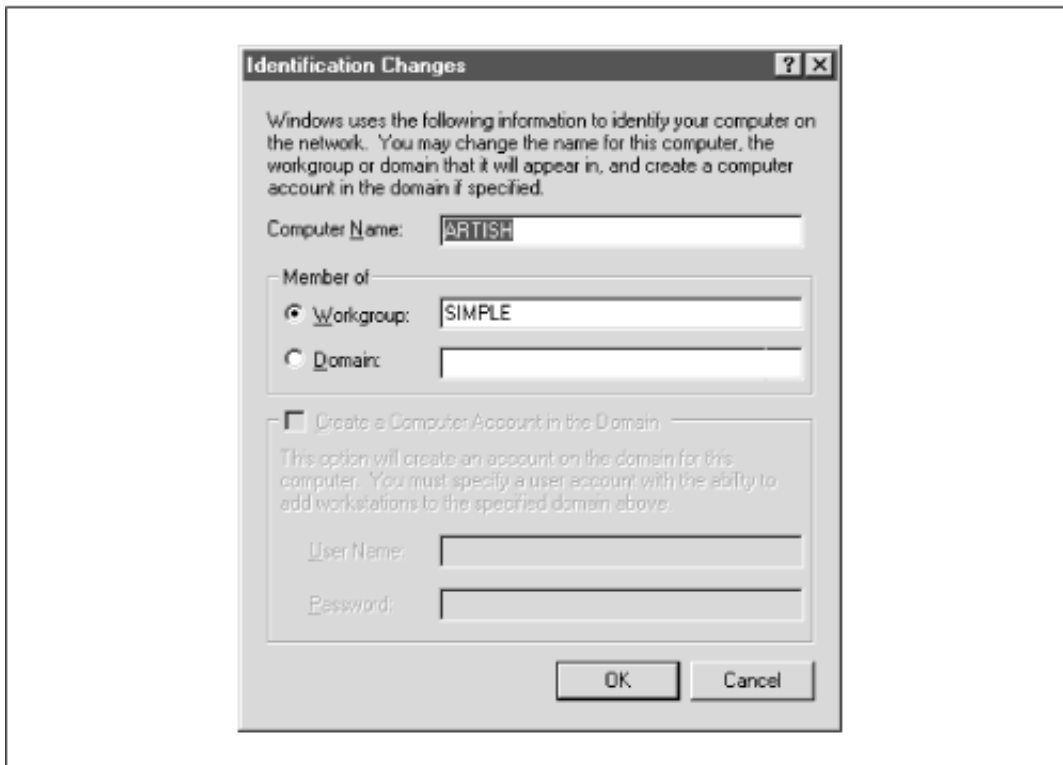 Identification Changes
Windows uses the following information to identify your computer on
the network. You may change the name for this computer, the
workgroup or domain that it will appear in, and create a computer
account in the domain if specified.
Computer Name: ARTISH
Member of
Workgroup: SIMPLE
Domain:
Create a Computer Account in the Domain
This option will create an account on the domain for this
computer. You must specify a user account with the ability to
add workstations to the specified domain above.
User Name:
Password:
OK Cancel